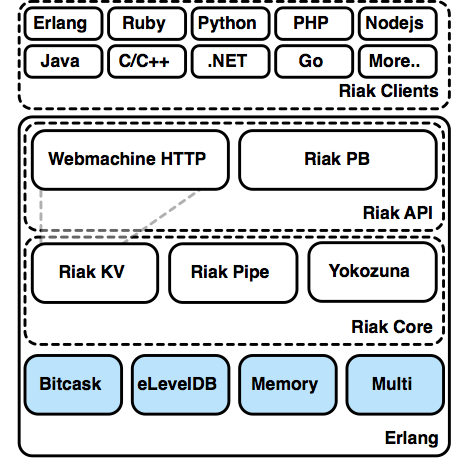 Erlang Ruby Python PHP Nodejs
Java C/C++ .NET Go More..
Riak Clients
Webmachine HTTP Riak PB
Riak API
Riak KV Riak Pipe Yokozuna
Riak Core
Bitcask eLevelDB Memory Multi
Erlang